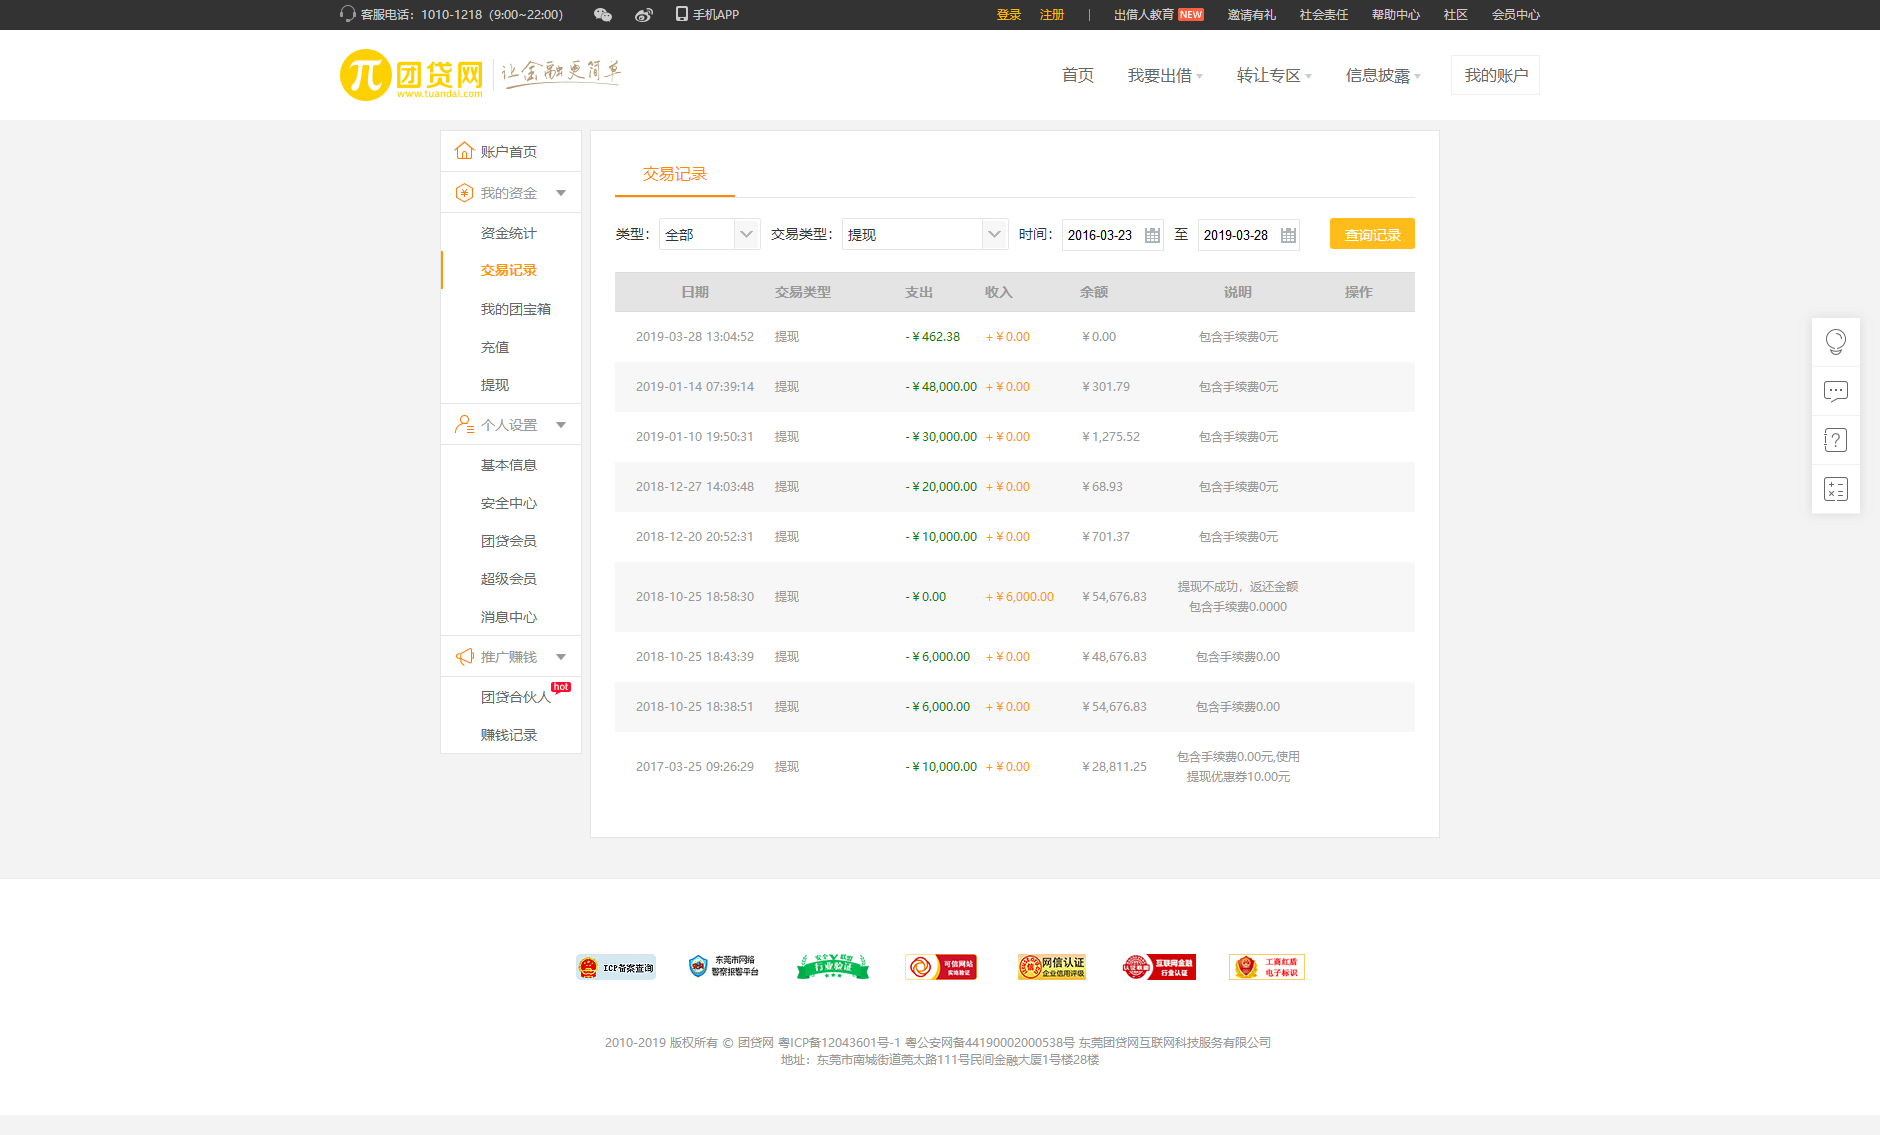 客服电话：1010-1218（9:00~22:00） 手机APP 登录 注册 | 出借人教育 NEW 邀请有礼 社会责任 帮助中心 社区 会员中心
团贷网 让金融更简单
www.tuandai.com
首页 我要出借 转让专区 信息披露 我的账户
账户首页
我的资金
资金统计
交易记录
我的团宝箱
充值
提现
个人设置
基本信息
安全中心
团贷会员
超级会员
消息中心
推广赚钱
团贷合伙人 hot
赚钱记录
交易记录
类型： 全部 交易类型： 提现 时间： 2016-03-23 至 2019-03-28 查询记录
日期 交易类型 支出 收入 余额 说明 操作
2019-03-28 13:04:52 提现 -￥462.38 +￥0.00 ￥0.00 包含手续费0元
2019-01-14 07:39:14 提现 -￥48,000.00 +￥0.00 ￥301.79 包含手续费0元
2019-01-10 19:50:31 提现 -￥30,000.00 +￥0.00 ￥1,275.52 包含手续费0元
2018-12-27 14:03:48 提现 -￥20,000.00 +￥0.00 ￥68.93 包含手续费0元
2018-12-20 20:52:31 提现 -￥10,000.00 +￥0.00 ￥701.37 包含手续费0元
2018-10-25 18:58:30 提现 -￥0.00 +￥6,000.00 ￥54,676.83 提现不成功，返还金额
包含手续费0.0000
2018-10-25 18:43:39 提现 -￥6,000.00 +￥0.00 ￥48,676.83 包含手续费0.00
2018-10-25 18:38:51 提现 -￥6,000.00 +￥0.00 ￥54,676.83 包含手续费0.00
2017-03-25 09:26:29 提现 -￥10,000.00 +￥0.00 ￥28,811.25 包含手续费0.00元,使用
提现优惠券10.00元
ICP备案查询
东莞市网络
警察报警平台
安全联盟
行业验证
可信网站
实地验证
网信认证
企业信用评级
互联网金融
行业认证
工商红盾
电子标识
2010-2019 版权所有 © 团贷网 粤ICP备12043601号-1 粤公安网备44190002000538号 东莞团贷网互联网科技服务有限公司
地址：东莞市南城街道莞太路111号民间金融大厦1号楼28楼